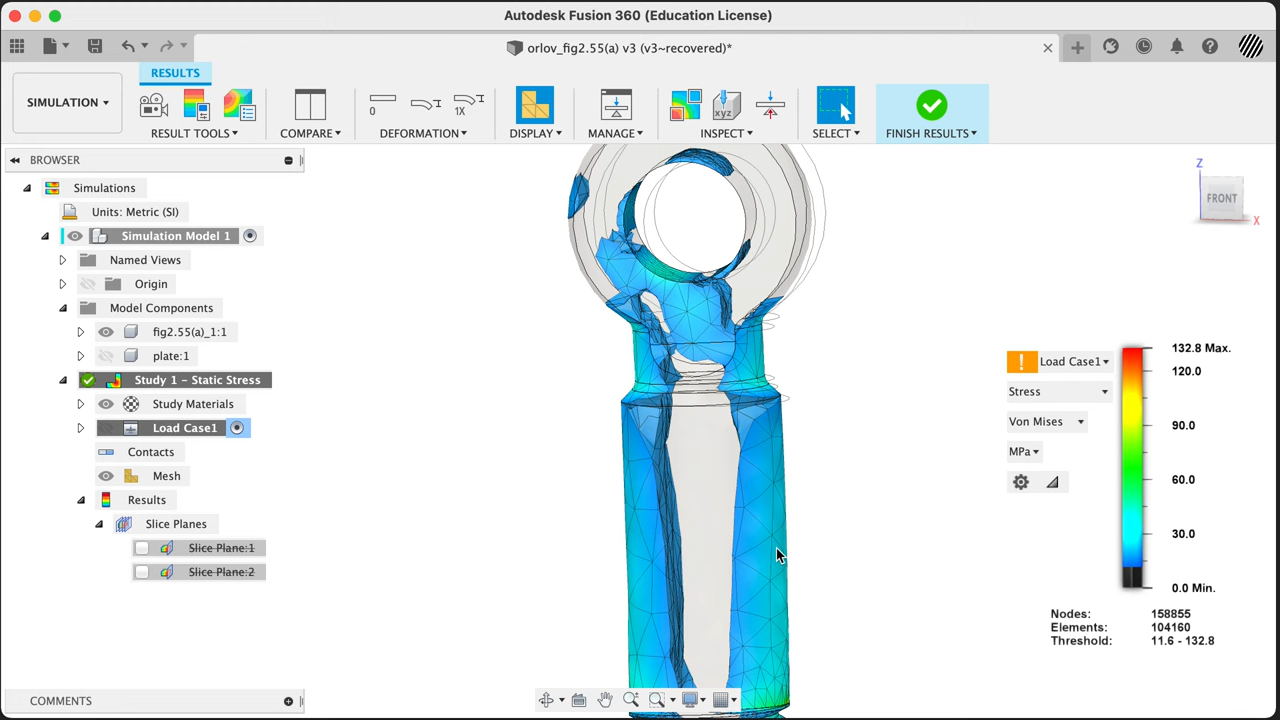 Autodesk Fusion 360 (Education License)
orlov_fig2.55(a) v3 (v3~recovered)*
RESULTS
SIMULATION
0
1X
xyz
RESULT TOOLS
COMPARE
DEFORMATION
DISPLAY
MANAGE
INSPECT
SELECT
FINISH RESULTS
BROWSER
Simulations
Units: Metric (SI)
Simulation Model 1
Named Views
Origin
Model Components
fig2.55(a)_1:1
plate:1
Study 1 - Static Stress
Study Materials
Load Case1
Contacts
Mesh
Results
Slice Planes
Slice Plane:1
Slice Plane:2
COMMENTS
Z
FRONT
X
Load Case1
Stress
Von Mises
MPa
132.8 Max.
120.0
90.0
60.0
30.0
0.0 Min.
Nodes: 158855
Elements: 104160
Threshold: 11.6 - 132.8